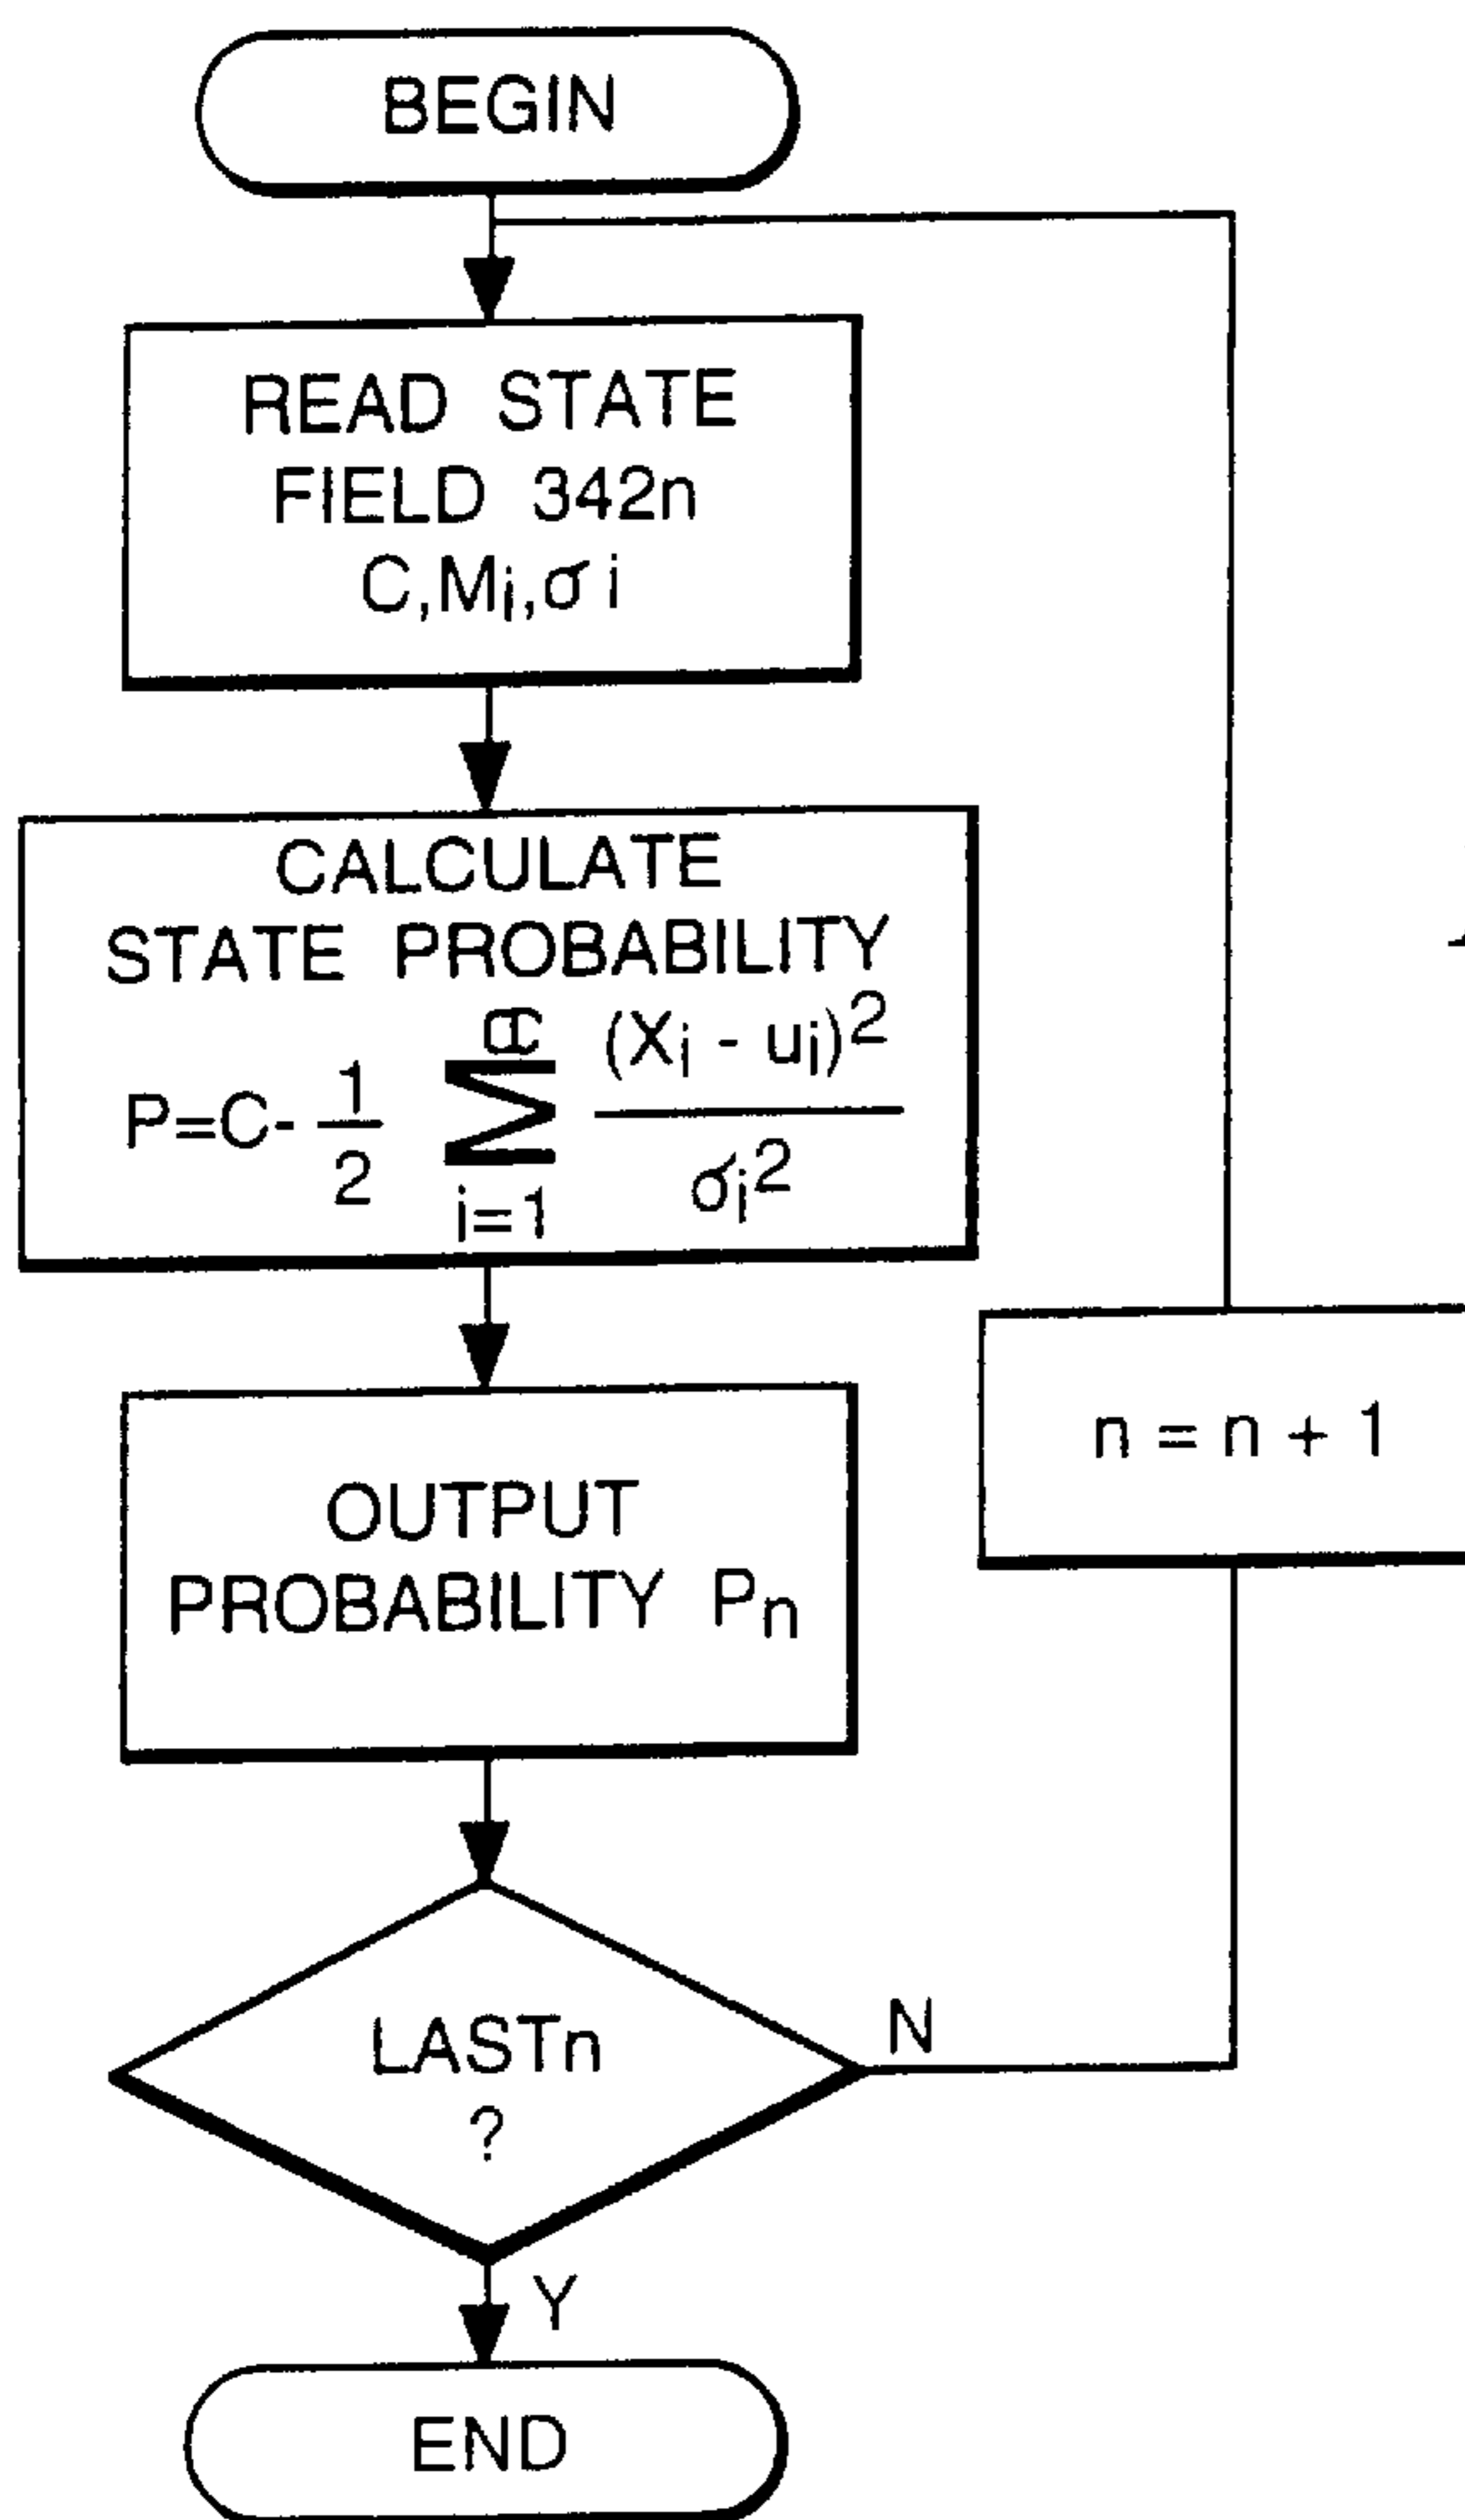 BEGIN
READ STATE
FIELD 342n
C,Mi,σi
CALCULATE
STATE PROBABILITY
P=C- 1/2 Σ i=1 (Xi - ui)2 / σi2
OUTPUT
PROBABILITY Pn
n = n + 1
LASTn
?
N
Y
END